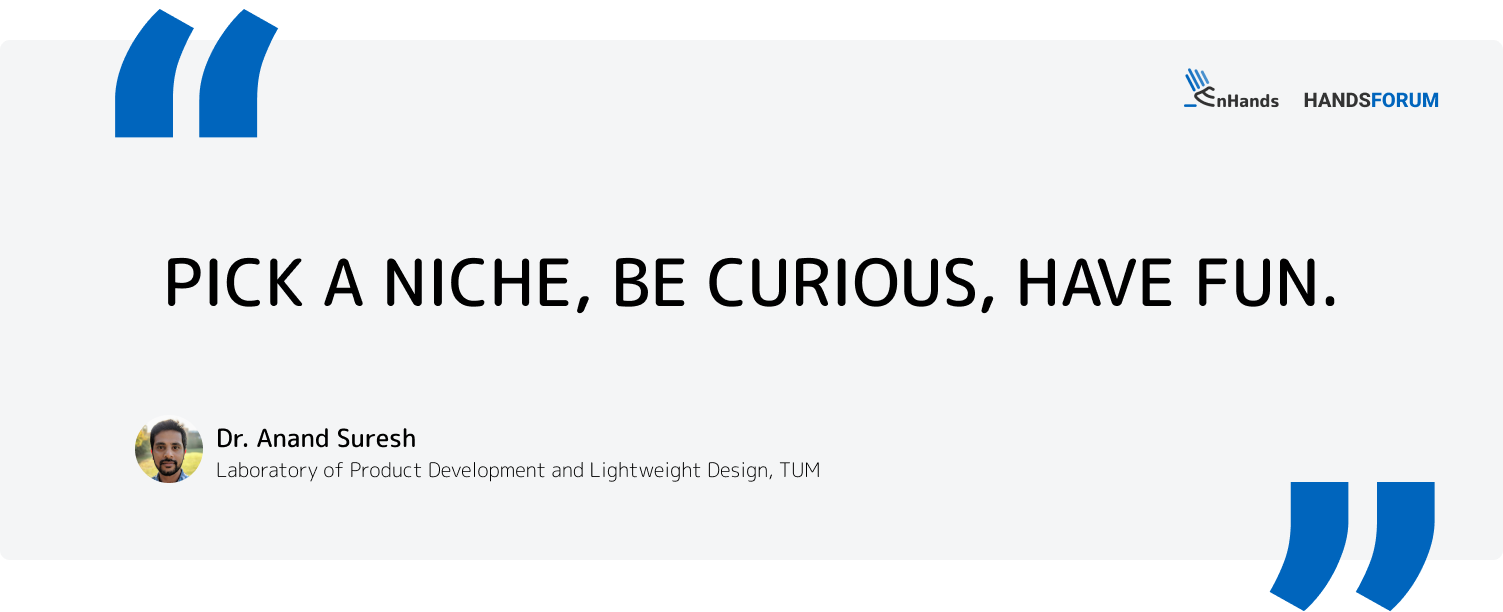 “
EnHands HANDSFORUM
PICK A NICHE, BE CURIOUS, HAVE FUN.
Dr. Anand Suresh
Laboratory of Product Development and Lightweight Design, TUM
”